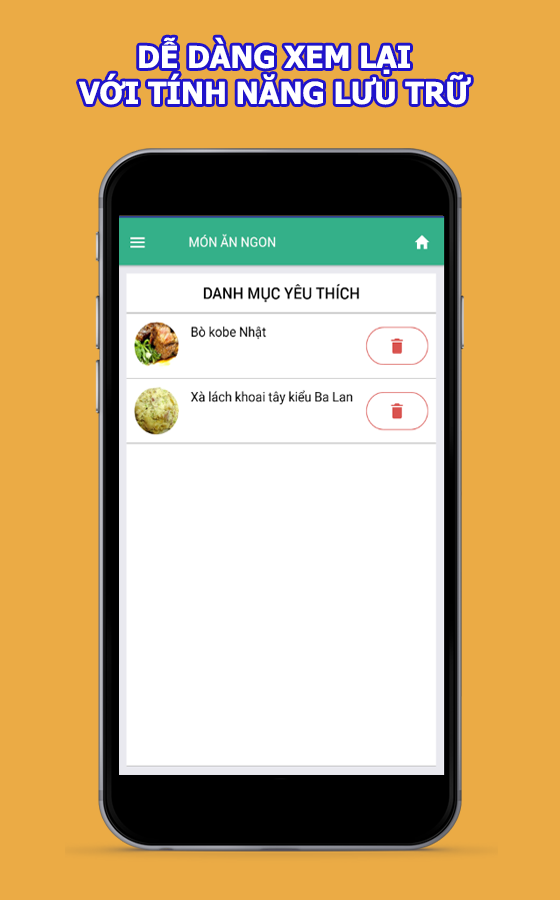 DỄ DÀNG XEM LẠI
VỚI TÍNH NĂNG LƯU TRỮ
MÓN ĂN NGON
DANH MỤC YÊU THÍCH
Bò kobe Nhật
Xà lách khoai tây kiểu Ba Lan